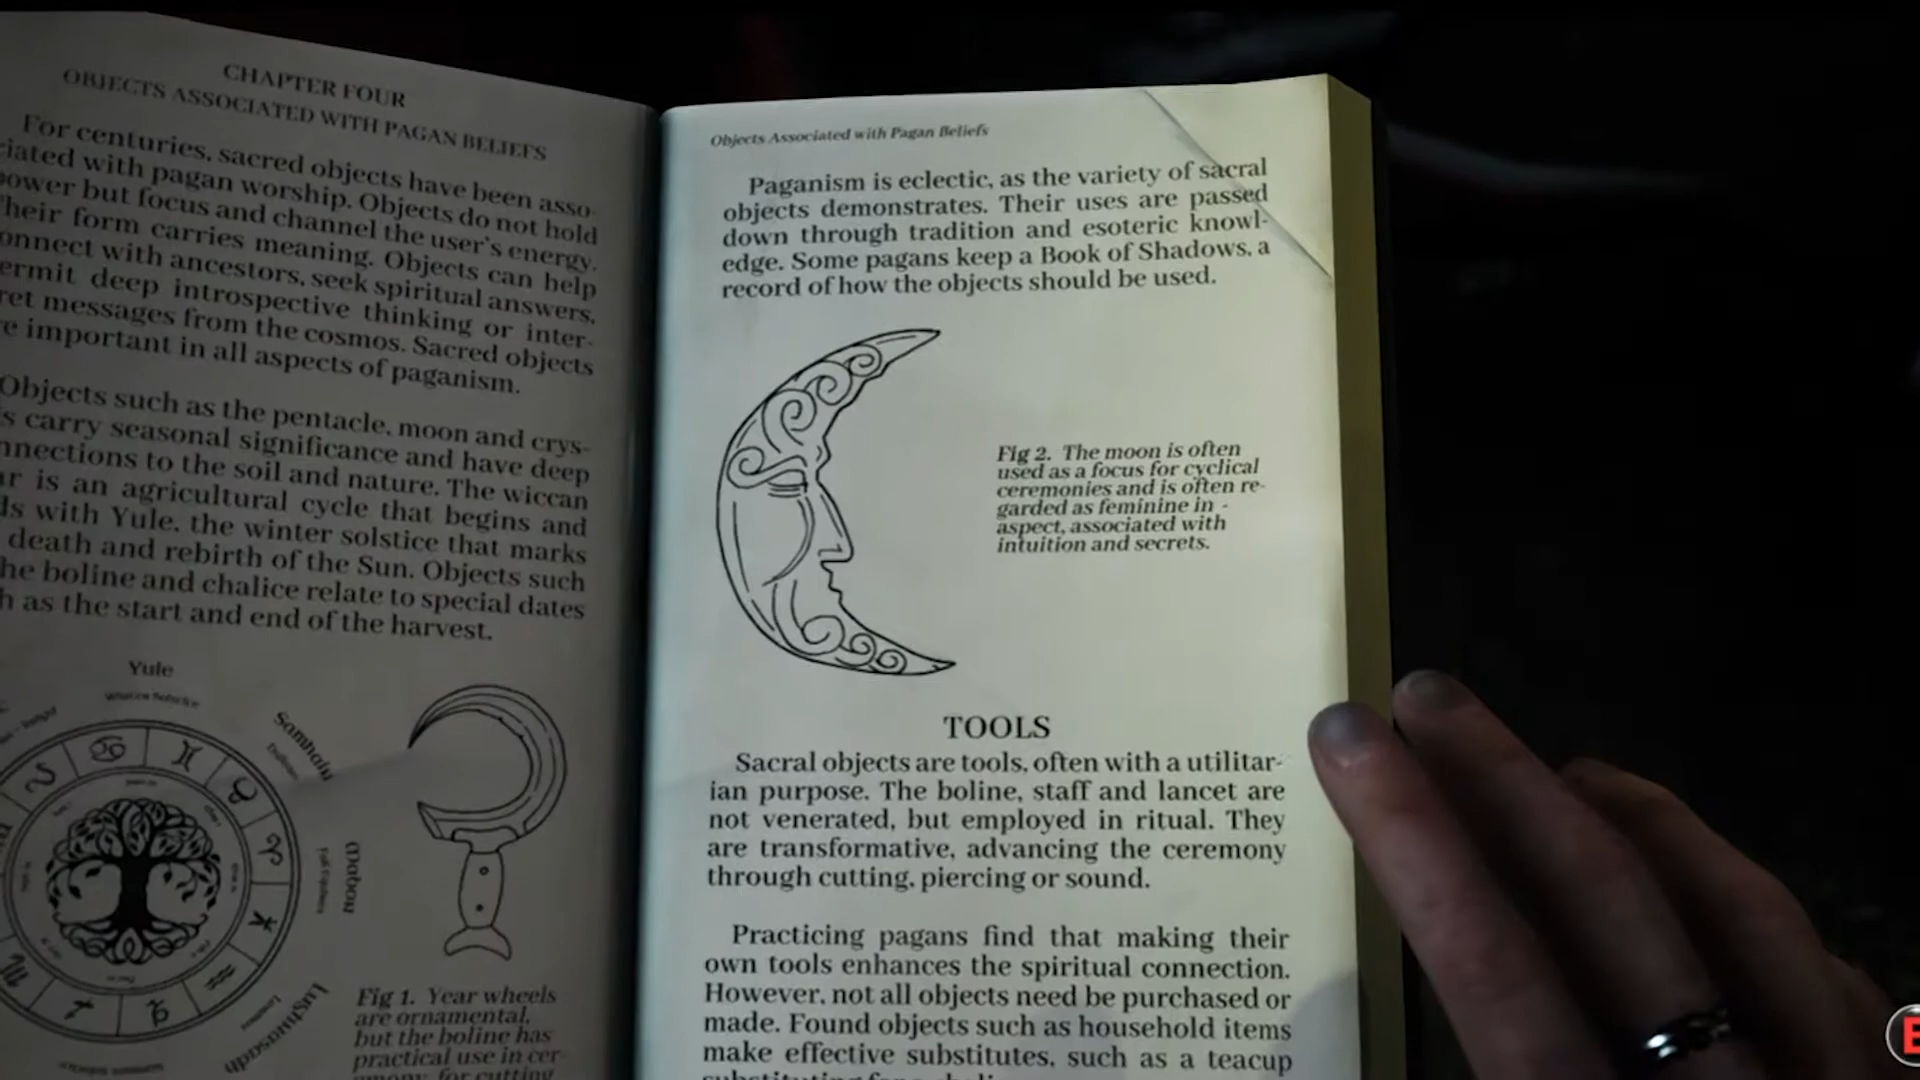 CHAPTER FOUR
OBJECTS ASSOCIATED WITH PAGAN BELIEFS
For centuries, sacred objects have been asso-
ciated with pagan worship. Objects do not hold
power but focus and channel the user's energy.
Their form carries meaning. Objects can help
connect with ancestors, seek spiritual answers,
permit deep introspective thinking or inter-
ret messages from the cosmos. Sacred objects
re important in all aspects of paganism.
Objects such as the pentacle, moon and crys-
s carry seasonal significance and have deep
nnections to the soil and nature. The wiccan
ar is an agricultural cycle that begins and
ds with Yule, the winter solstice that marks
death and rebirth of the Sun. Objects such
he boline and chalice relate to special dates
h as the start and end of the harvest.
Yule
Winter Solstice
Samhain
Mabon
Lughnasadh
Fig 1. Year wheels
are ornamental,
but the boline has
practical use in cer-
emony: for cutting
Objects Associated with Pagan Beliefs
Paganism is eclectic, as the variety of sacral
objects demonstrates. Their uses are passed
down through tradition and esoteric knowl-
edge. Some pagans keep a Book of Shadows, a
record of how the objects should be used.
Fig 2. The moon is often
used as a focus for cyclical
ceremonies and is often re-
garded as feminine in -
aspect, associated with
intuition and secrets.
TOOLS
Sacral objects are tools, often with a utilitar-
ian purpose. The boline, staff and lancet are
not venerated, but employed in ritual. They
are transformative, advancing the ceremony
through cutting, piercing or sound.
Practicing pagans find that making their
own tools enhances the spiritual connection.
However, not all objects need be purchased or
made. Found objects such as household items
make effective substitutes, such as a teacup